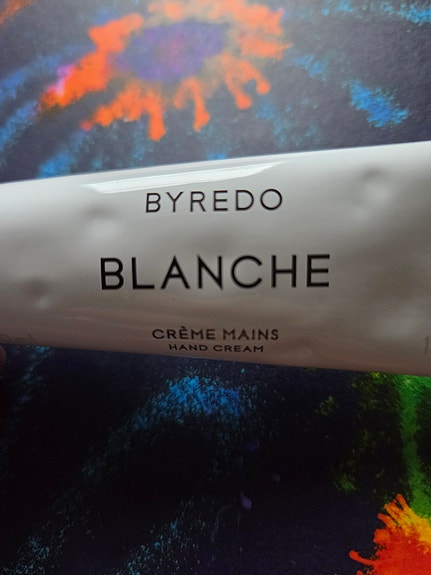 BYREDO
BLANCHE
CRÈME MAINS
HAND CREAM